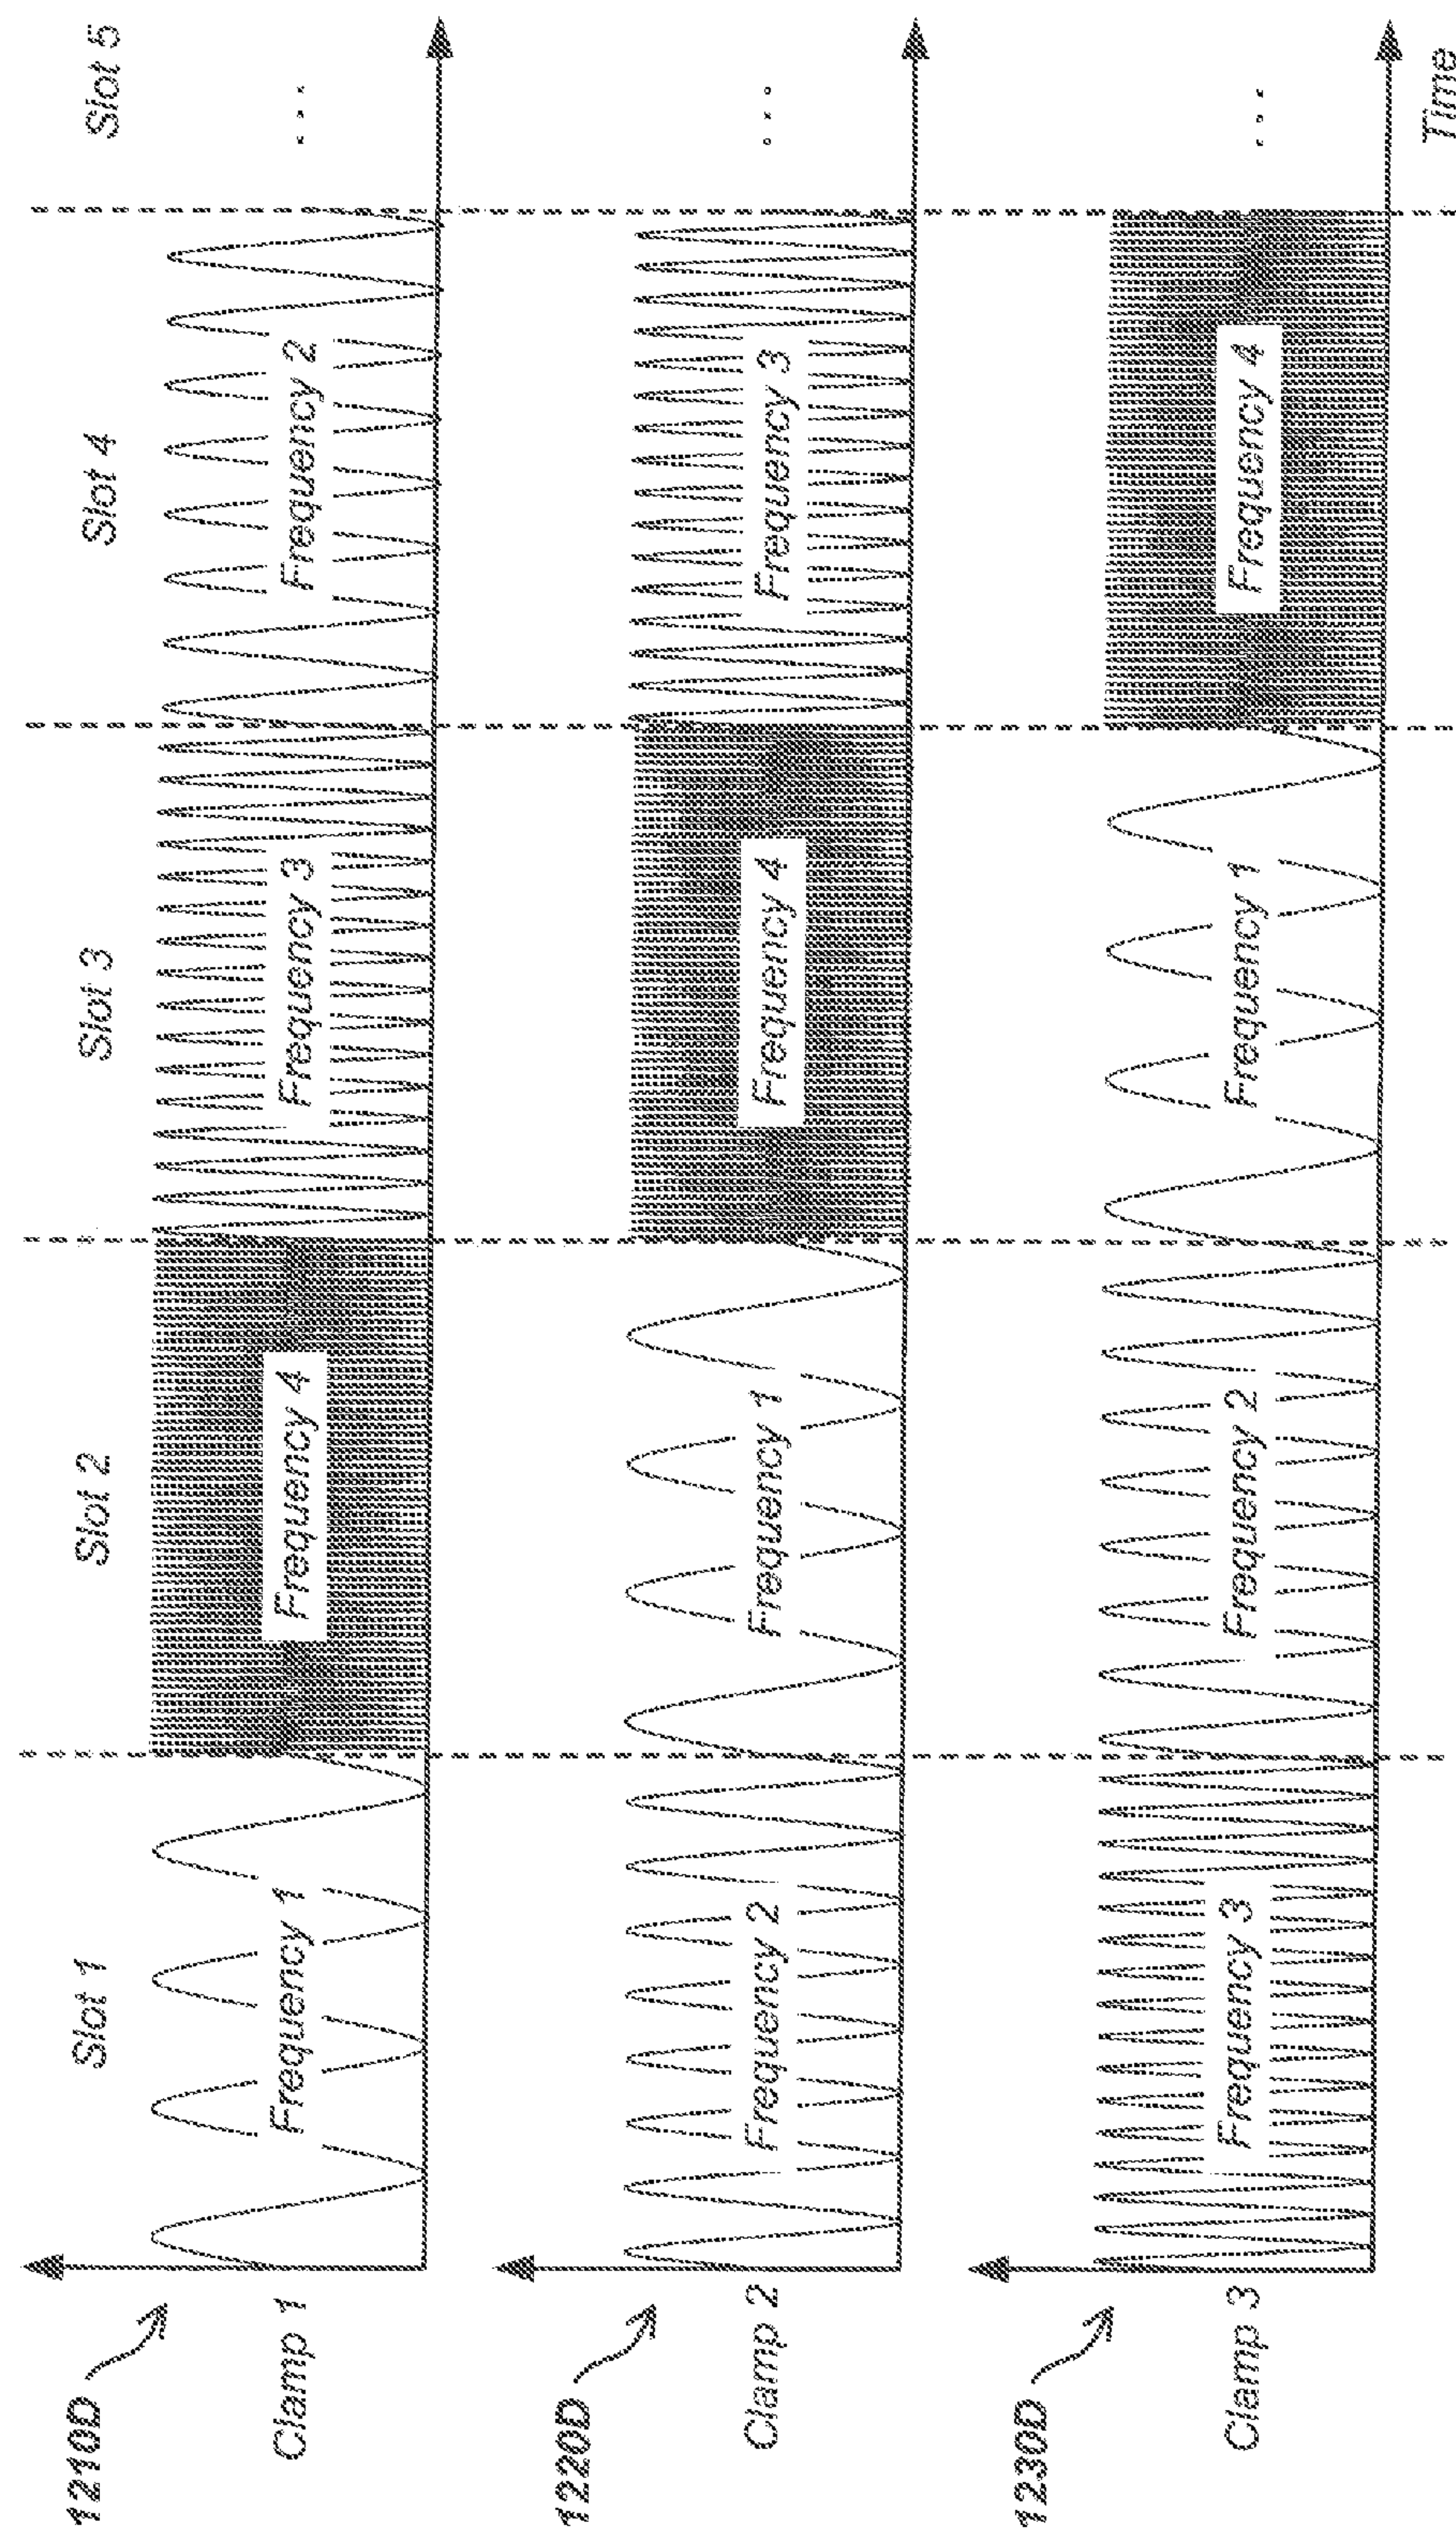 Slot 1
Slot 2
Slot 3
Slot 4
Slot 5
1210D
Clamp 1
Frequency 1
Frequency 4
Frequency 3
Frequency 2
. . .
1220D
Clamp 2
Frequency 2
Frequency 1
Frequency 4
Frequency 3
. . .
1230D
Clamp 3
Frequency 3
Frequency 2
Frequency 1
Frequency 4
. . .
Time